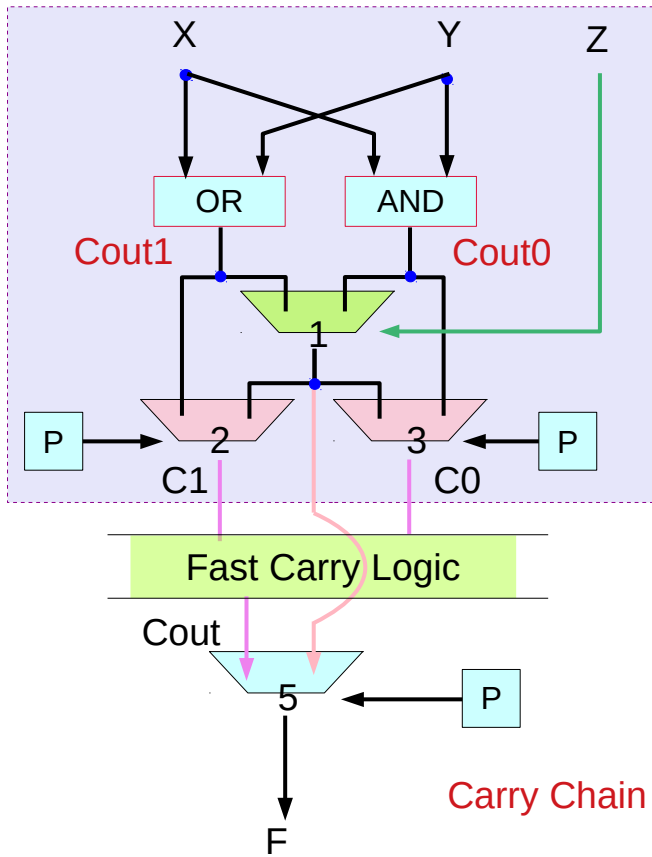 X Y Z
OR AND
Cout1 Cout0
1
P 2 3 P
C1 C0
Fast Carry Logic
Cout
5 P
Carry Chain
F